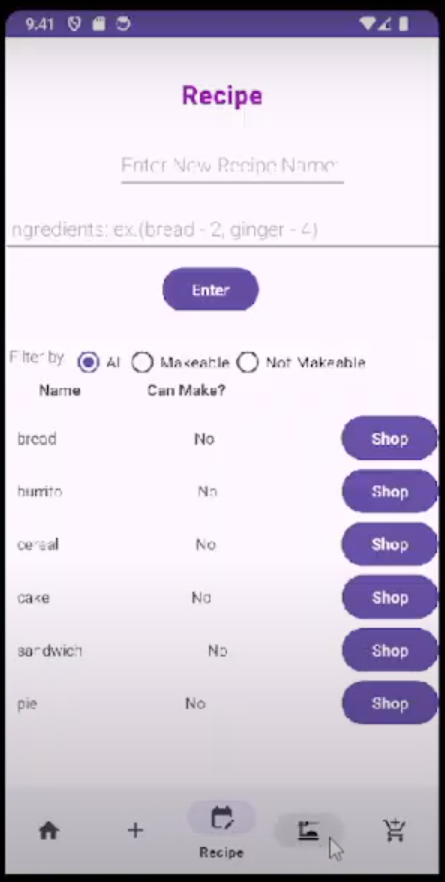 9.41
Recipe
Enter New Recipe Name:
ngredients: ex.(bread - 2, ginger - 4)
Enter
Filter by: All Makeable Not Makeable
Name Can Make?
bread No Shop
burrito No Shop
cereal No Shop
cake No Shop
sandwich No Shop
pie No Shop
Recipe